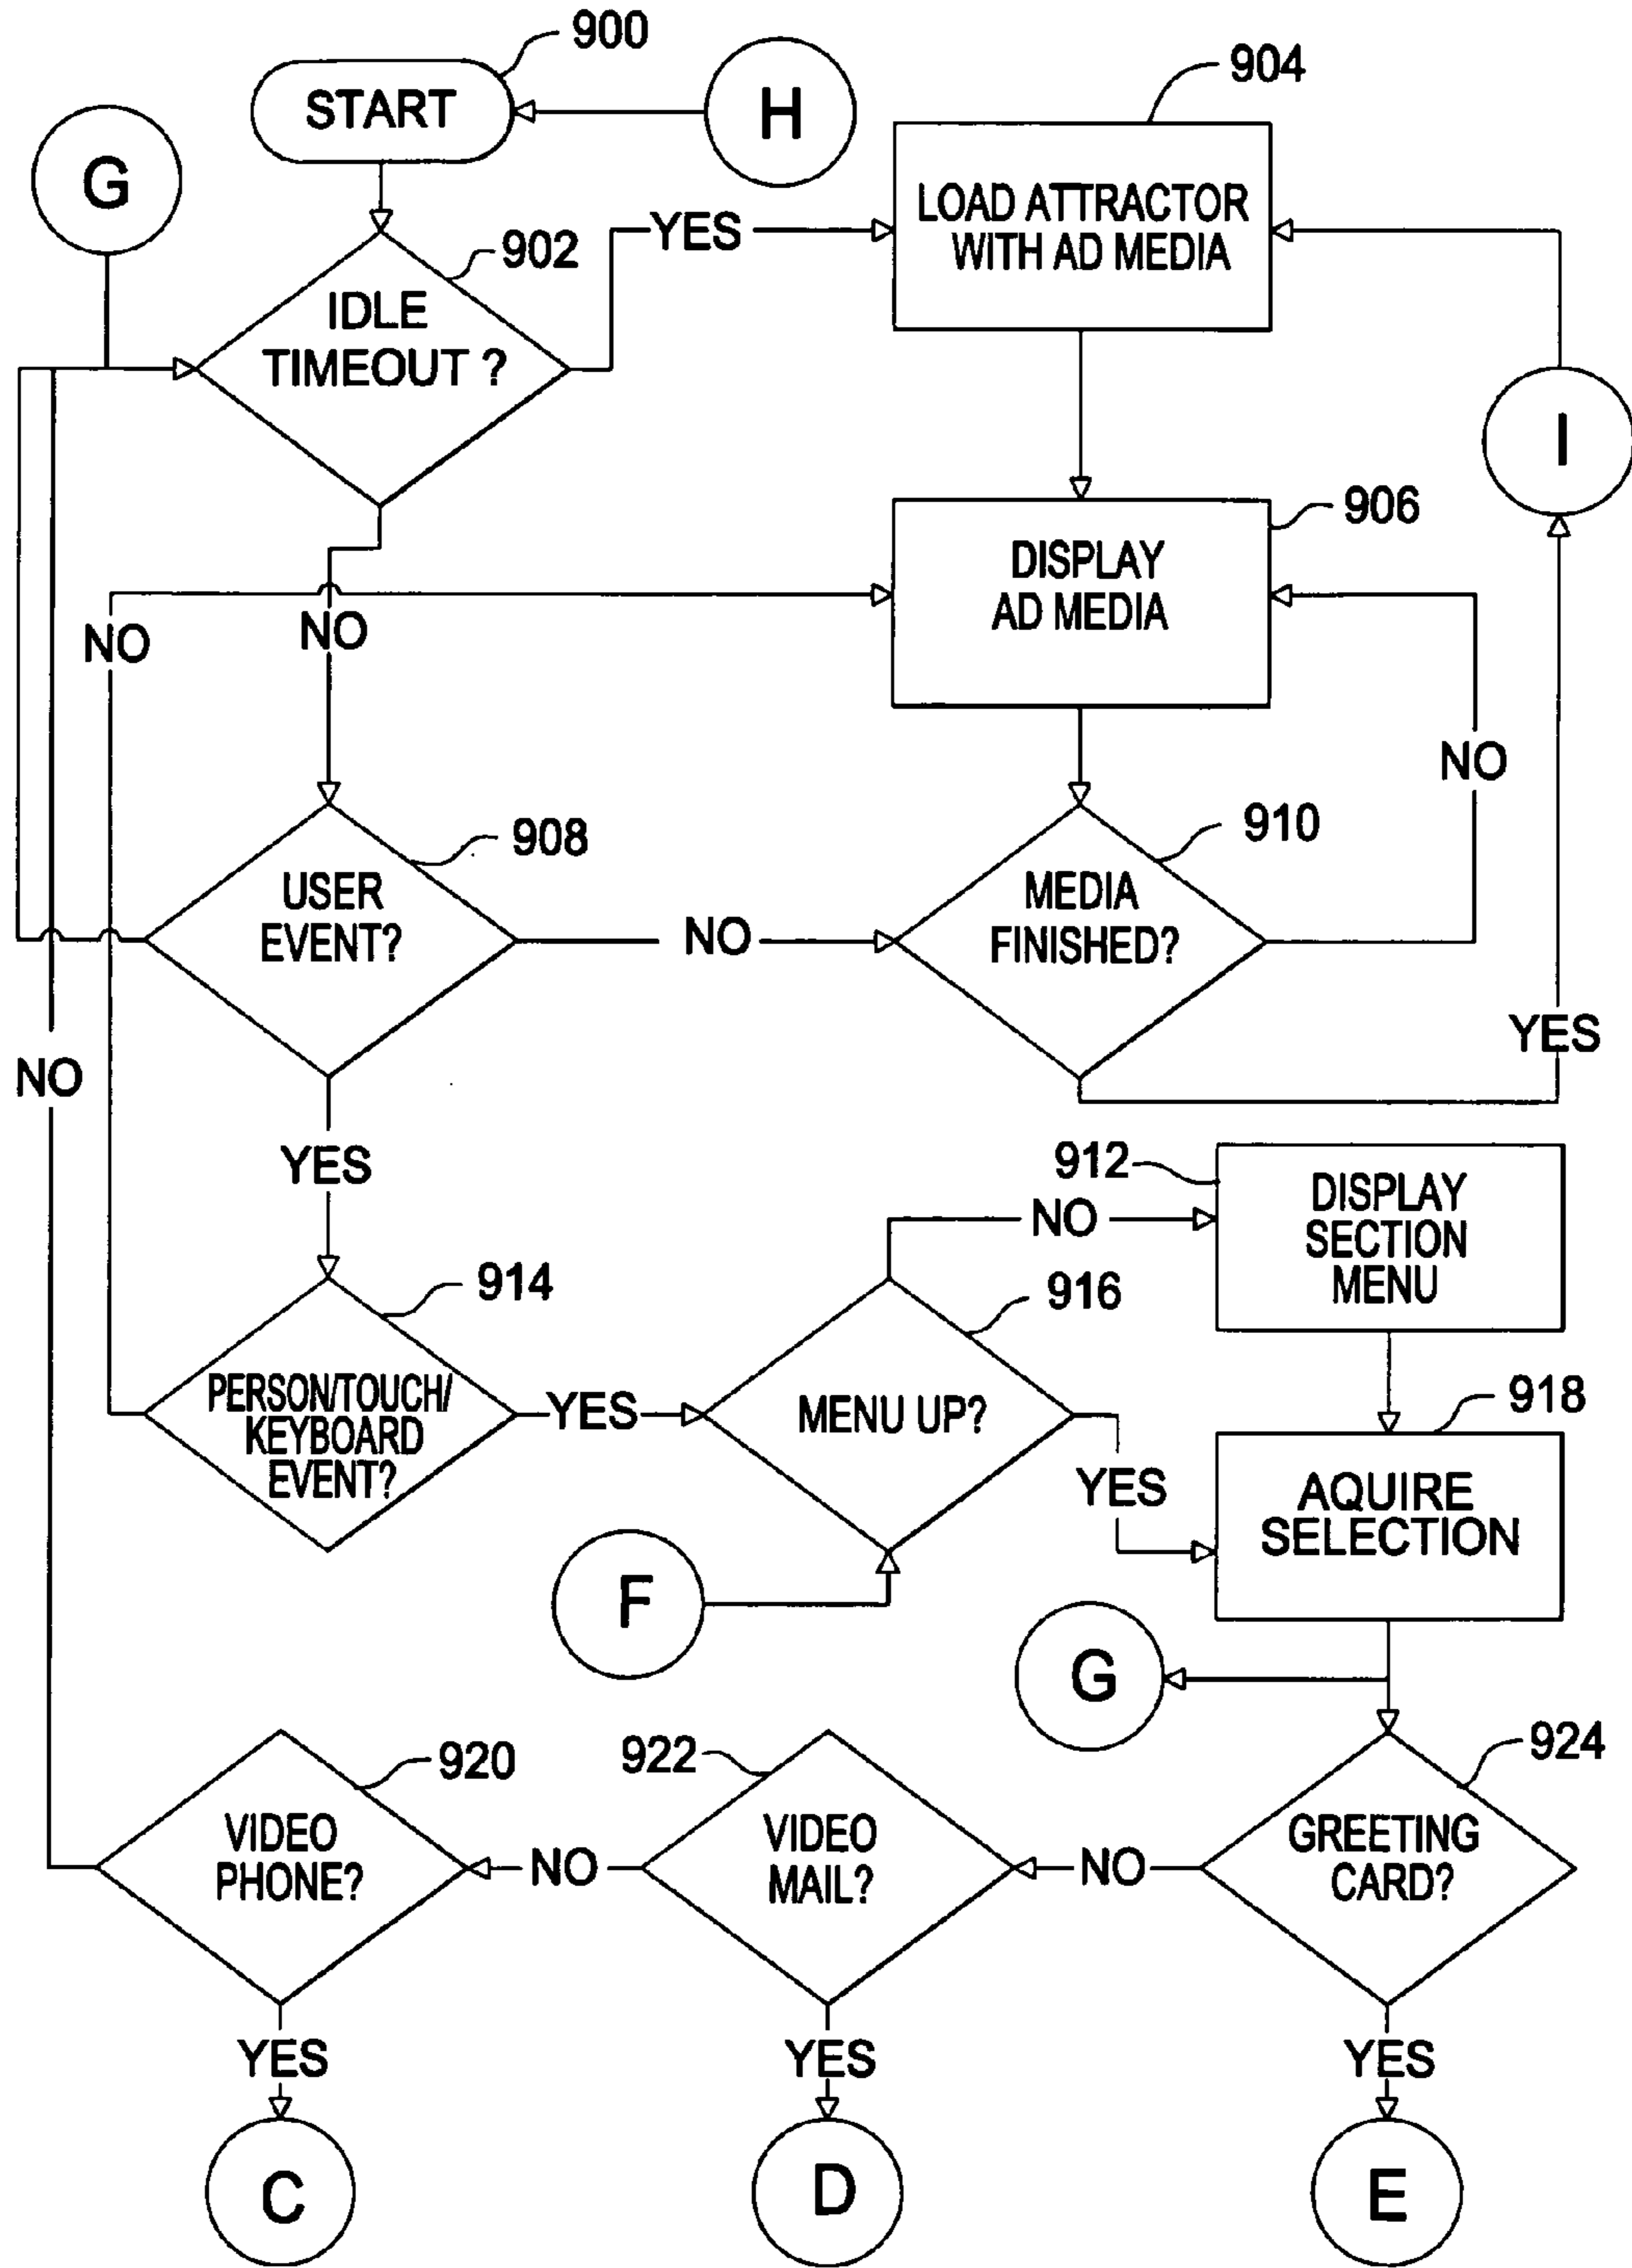 900
START
H
904
G
LOAD ATTRACTOR
WITH AD MEDIA
YES
902
IDLE
TIMEOUT ?
I
906
DISPLAY
AD MEDIA
NO
NO
NO
908
910
USER
EVENT?
NO
MEDIA
FINISHED?
YES
NO
YES
912
DISPLAY
SECTION
MENU
NO
914
916
918
PERSON/TOUCH/
KEYBOARD
EVENT?
YES
MENU UP?
YES
AQUIRE
SELECTION
F
G
920
922
924
VIDEO
PHONE?
NO
VIDEO
MAIL?
NO
GREETING
CARD?
YES
YES
YES
C
D
E